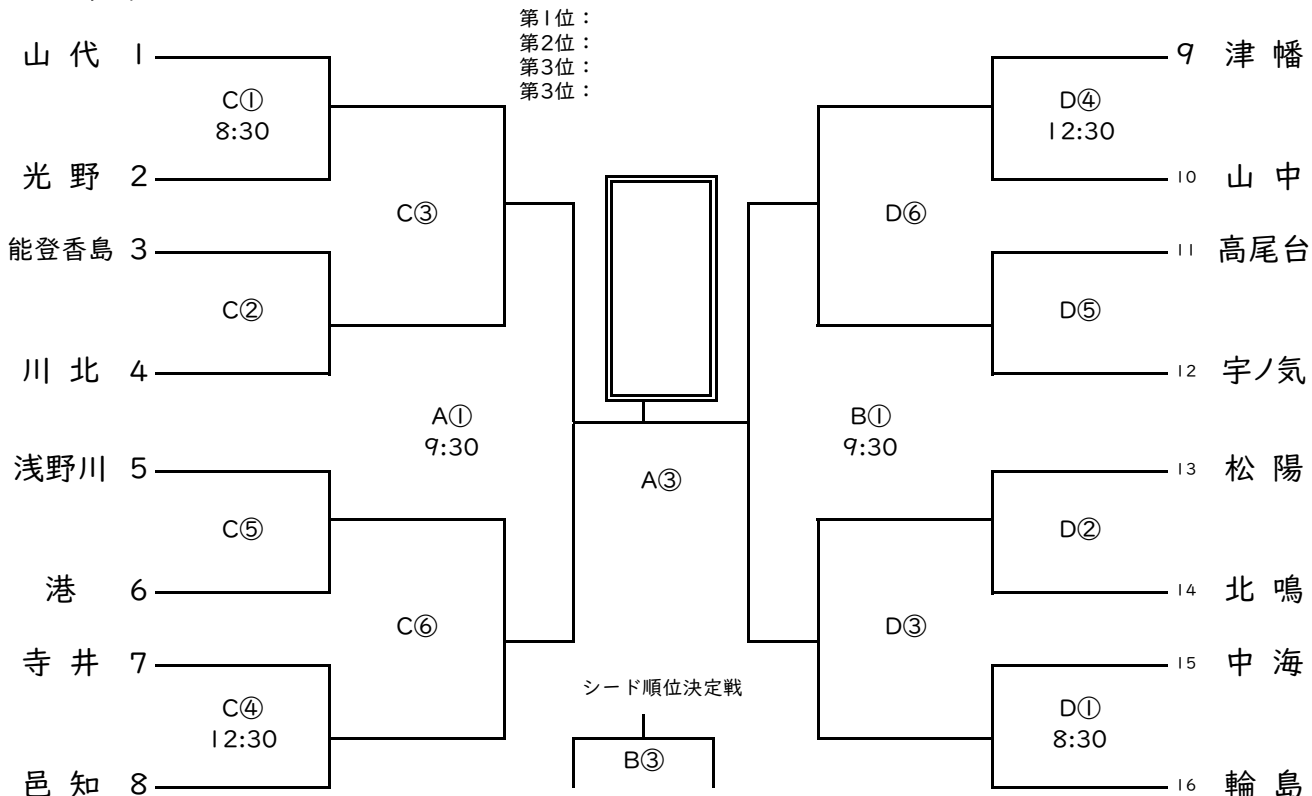 第1位：
第2位：
第3位：
第3位：
山代 1
C①
8:30
光野 2
C③
能登香島 3
C②
川北 4
A①
9:30
浅野川 5
C⑤
港 6
C⑥
寺井 7
C④
12:30
邑知 8
A③
シード順位決定戦
B③
9 津幡
D④
12:30
10 山中
D⑥
11 高尾台
D⑤
12 宇ノ気
B①
9:30
13 松陽
D②
14 北鳴
D③
15 中海
D①
8:30
16 輪島